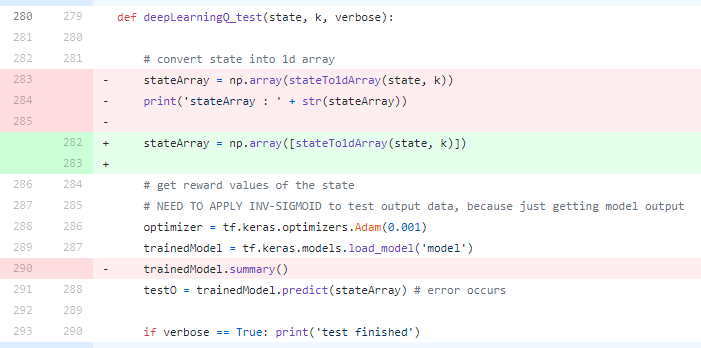 280 279 def deepLearningQ_test(state, k, verbose):
281 280
282 281 # convert state into 1d array
283 - stateArray = np.array(stateTo1dArray(state, k))
284 - print('stateArray : ' + str(stateArray))
285 -
282 + stateArray = np.array([stateTo1dArray(state, k)])
283 +
286 284 # get reward values of the state
287 285 # NEED TO APPLY INV-SIGMOID to test output data, because just getting model output
288 286 optimizer = tf.keras.optimizers.Adam(0.001)
289 287 trainedModel = tf.keras.models.load_model('model')
290 - trainedModel.summary()
291 288 testO = trainedModel.predict(stateArray) # error occurs
292 289
293 290 if verbose == True: print('test finished')